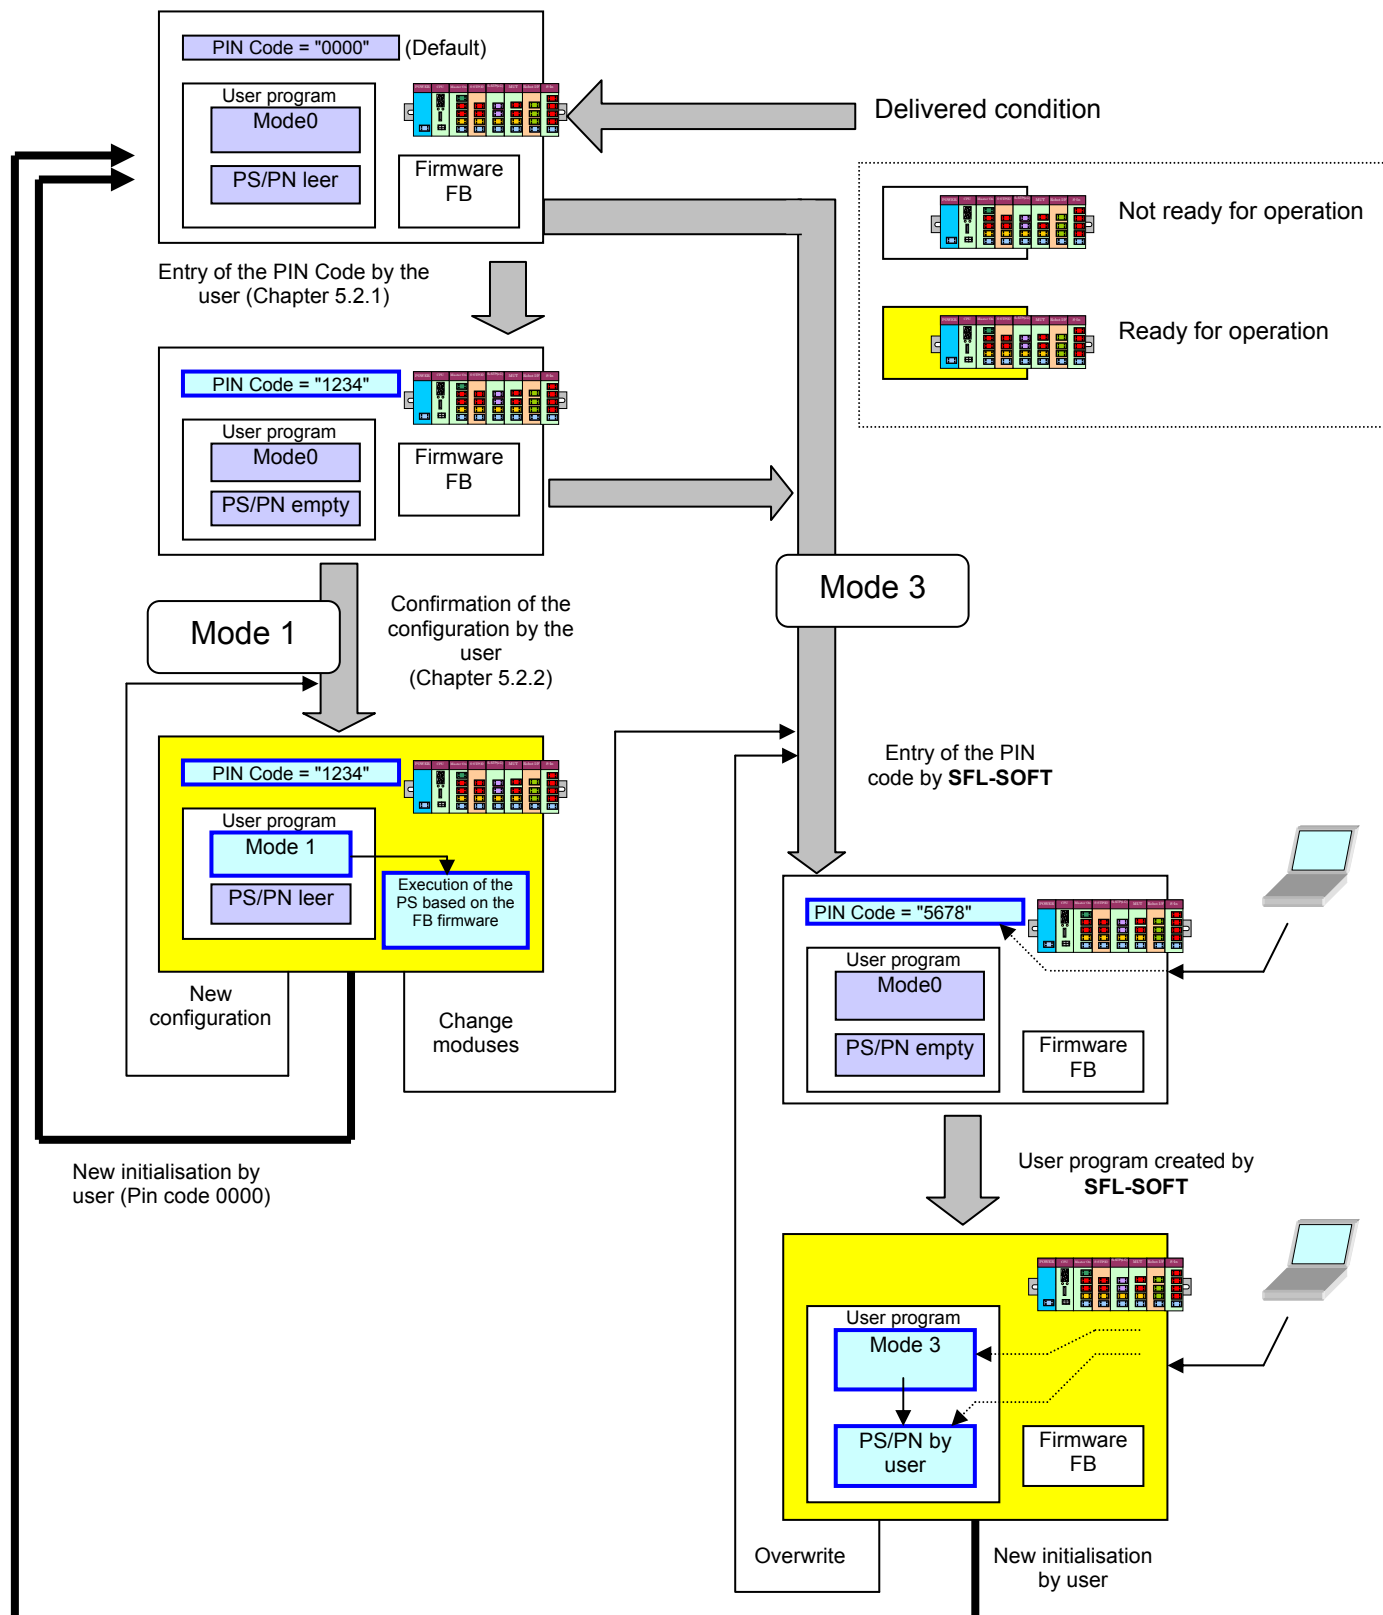 PIN Code = "0000" (Default)
User program
Mode0
PS/PN leer
Firmware
FB
Delivered condition
Not ready for operation
Ready for operation
Entry of the PIN Code by the
user (Chapter 5.2.1)
PIN Code = "1234"
User program
Mode0
PS/PN empty
Firmware
FB
Mode 1
Confirmation of the
configuration by the
user
(Chapter 5.2.2)
Mode 3
PIN Code = "1234"
User program
Mode 1
PS/PN leer
Execution of the
PS based on the
FB firmware
New
configuration
Change
moduses
New initialisation by
user (Pin code 0000)
Entry of the PIN
code by SFL-SOFT
PIN Code = "5678"
User program
Mode0
PS/PN empty
Firmware
FB
User program created by
SFL-SOFT
User program
Mode 3
PS/PN by
user
Firmware
FB
Overwrite
New initialisation
by user